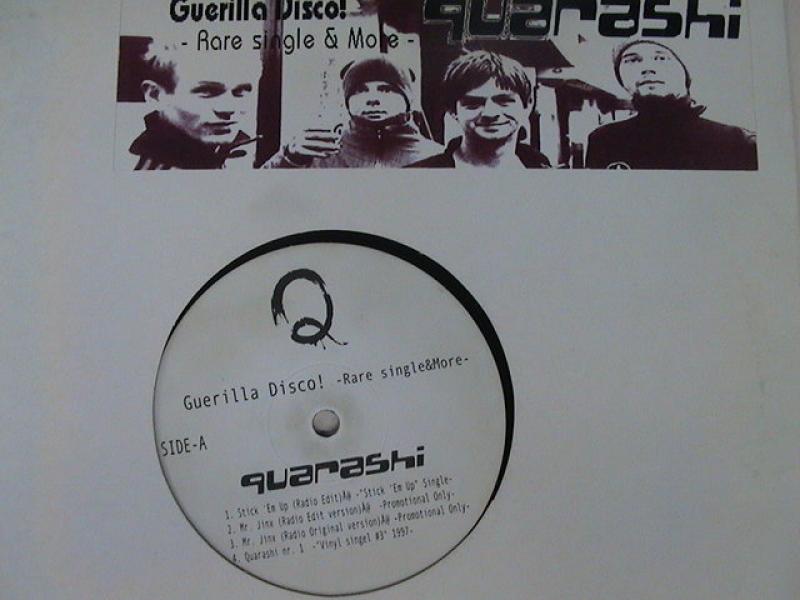 Guerilla Disco!
quarashi
- Rare single & More -
Q
Guerilla Disco! -Rare single&More-
SIDE-A
quarashi
1. Stick 'Em Up (Radio Edit)Å@ -"Stick 'Em Up" Single-
2. Mr. Jinx (Radio Edit version)Å@ -Promotional Only-
3. Mr. Jinx (Radio Original version)Å@ -Promotional Only-
4. Quarashi nr. 1 -"Vinyl singel #3" 1997-